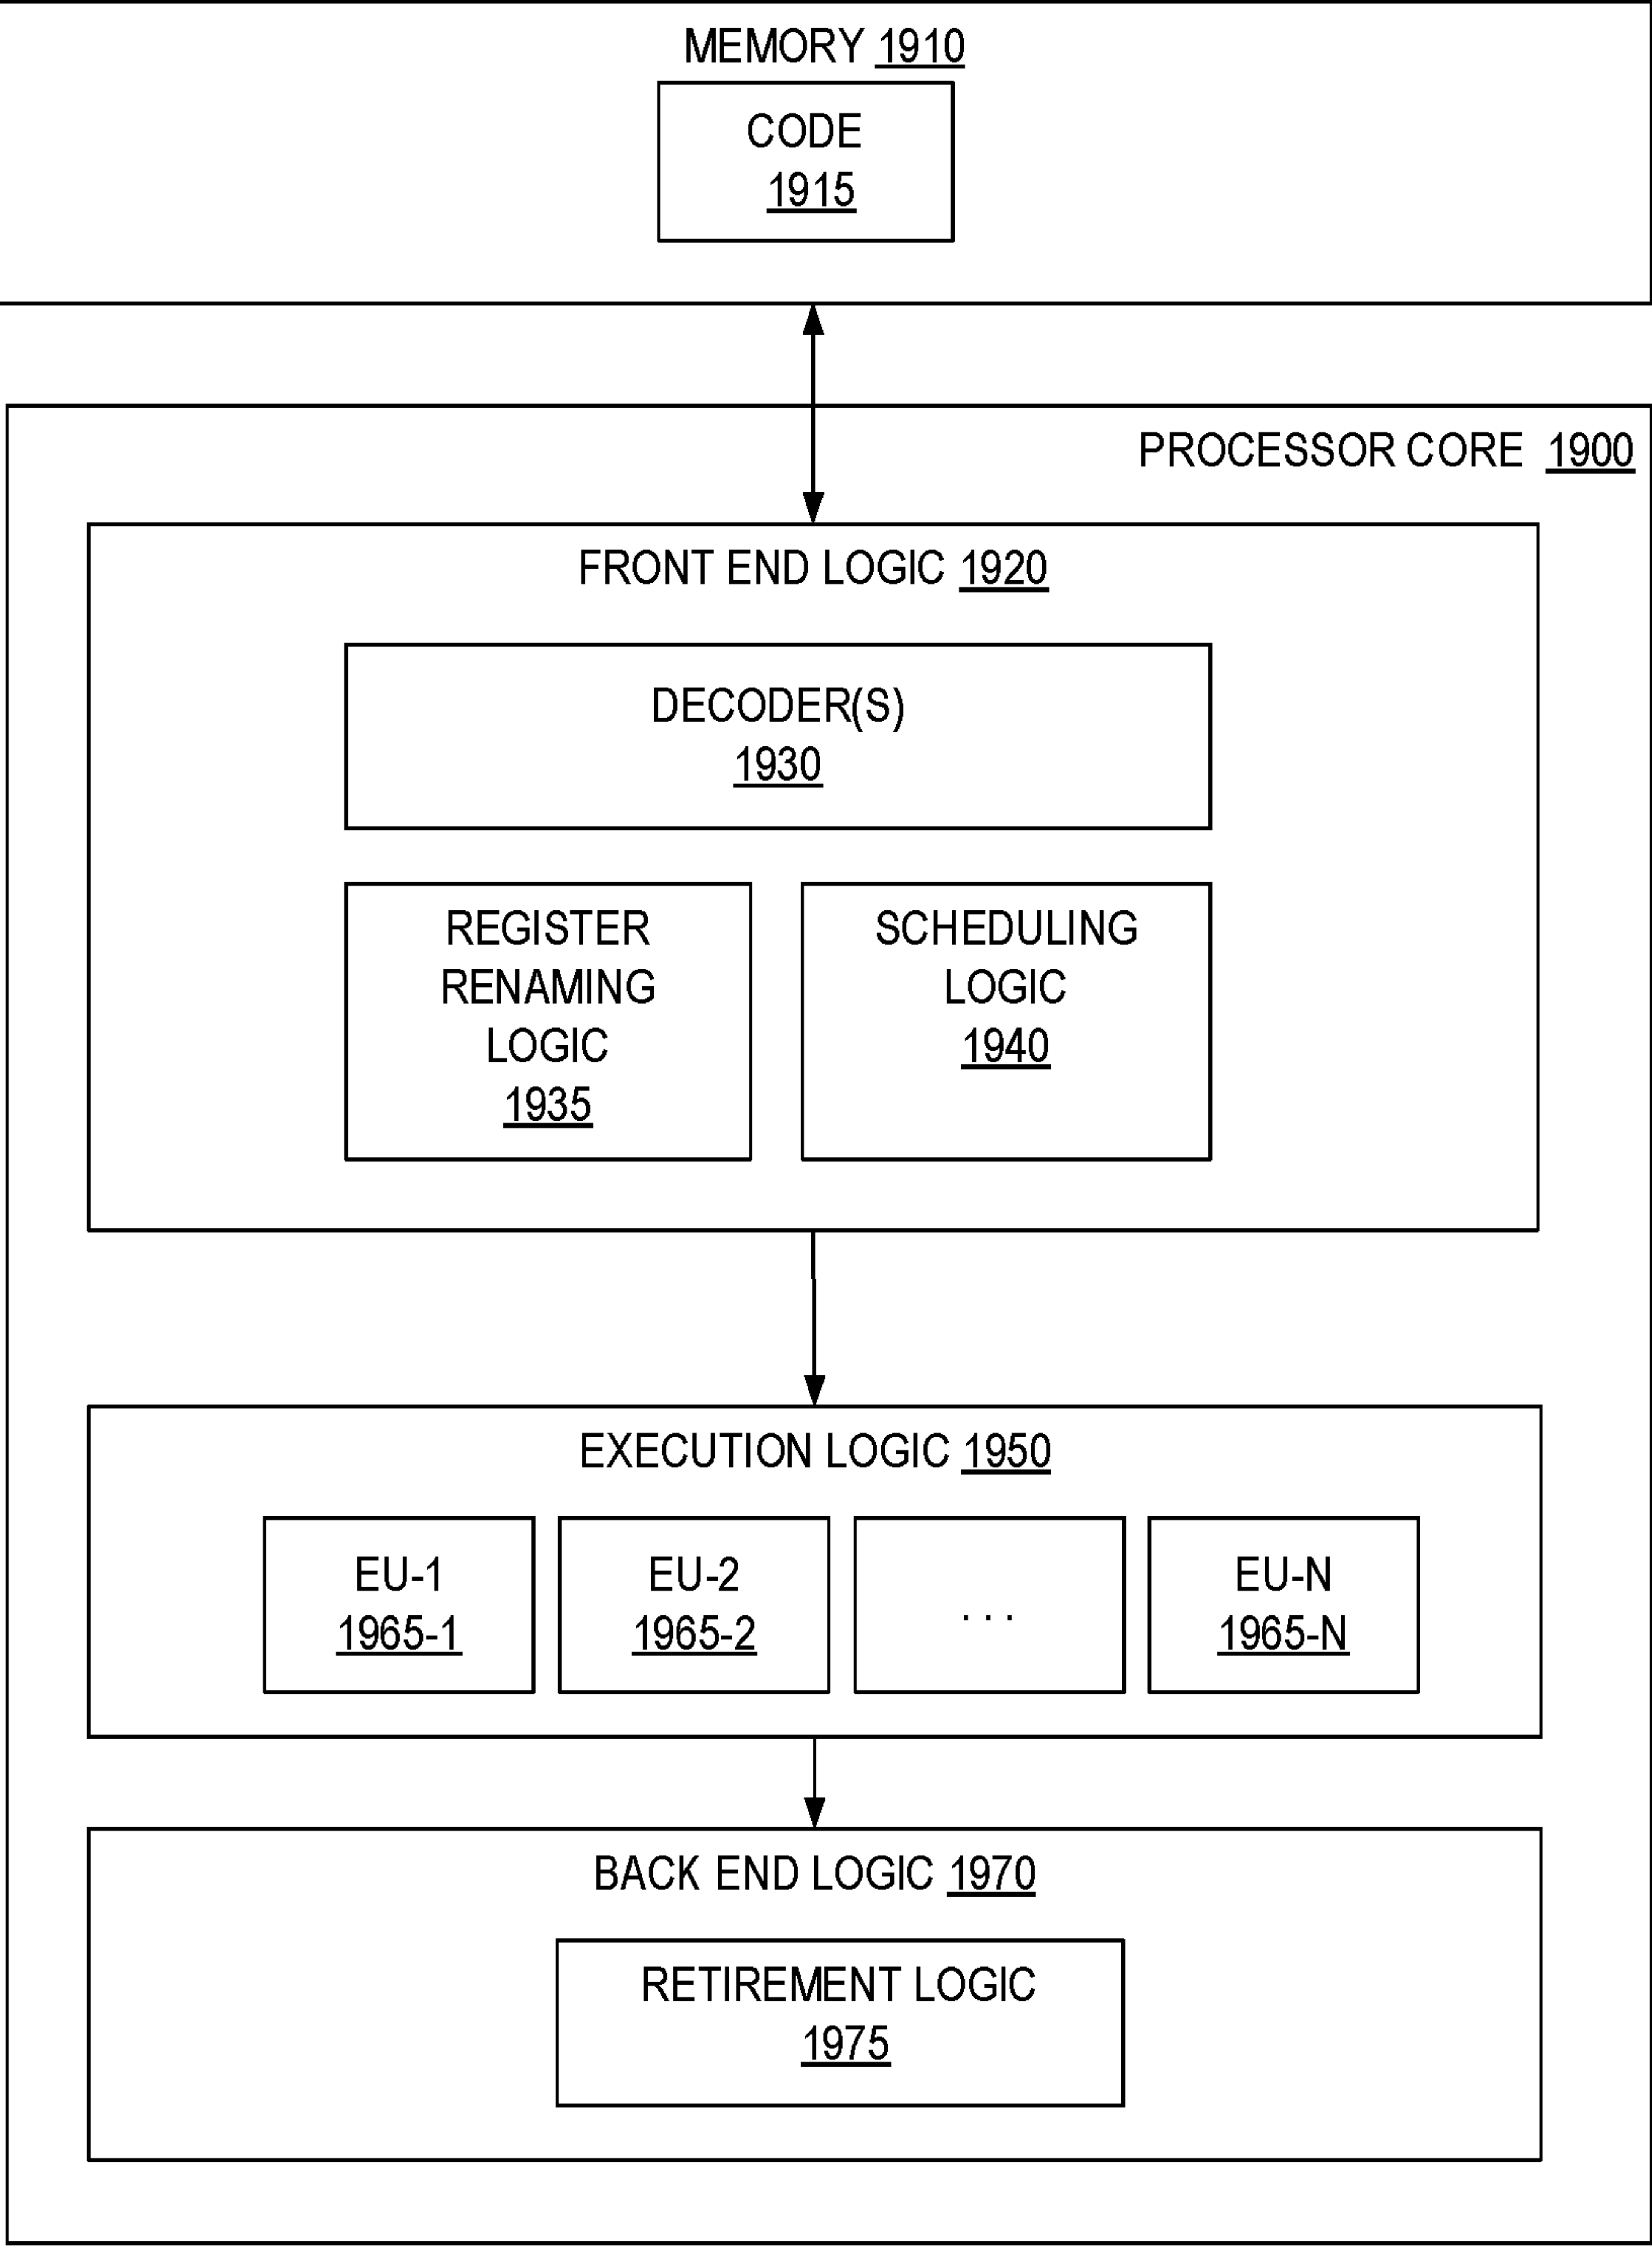 MEMORY 1910
CODE
1915
PROCESSOR CORE 1900
FRONT END LOGIC 1920
DECODER(S)
1930
REGISTER
RENAMING
LOGIC
1935
SCHEDULING
LOGIC
1940
EXECUTION LOGIC 1950
EU-1
1965-1
EU-2
1965-2
. . .
EU-N
1965-N
BACK END LOGIC 1970
RETIREMENT LOGIC
1975